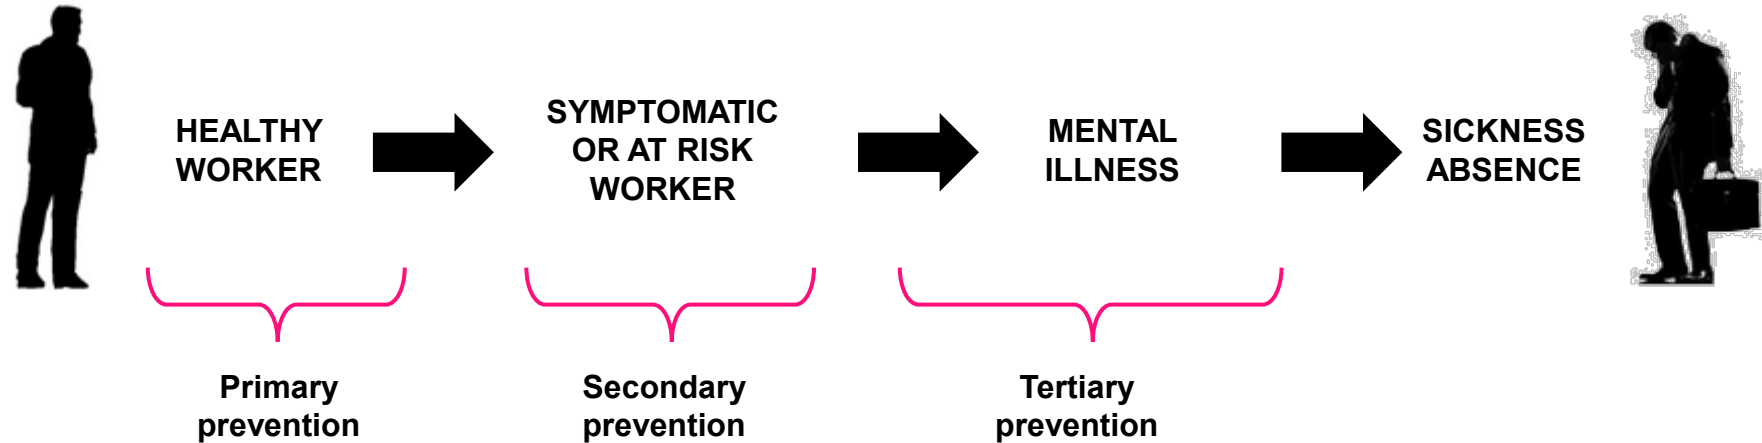 HEALTHY
WORKER
SYMPTOMATIC
OR AT RISK
WORKER
MENTAL
ILLNESS
SICKNESS
ABSENCE
Primary
prevention
Secondary
prevention
Tertiary
prevention